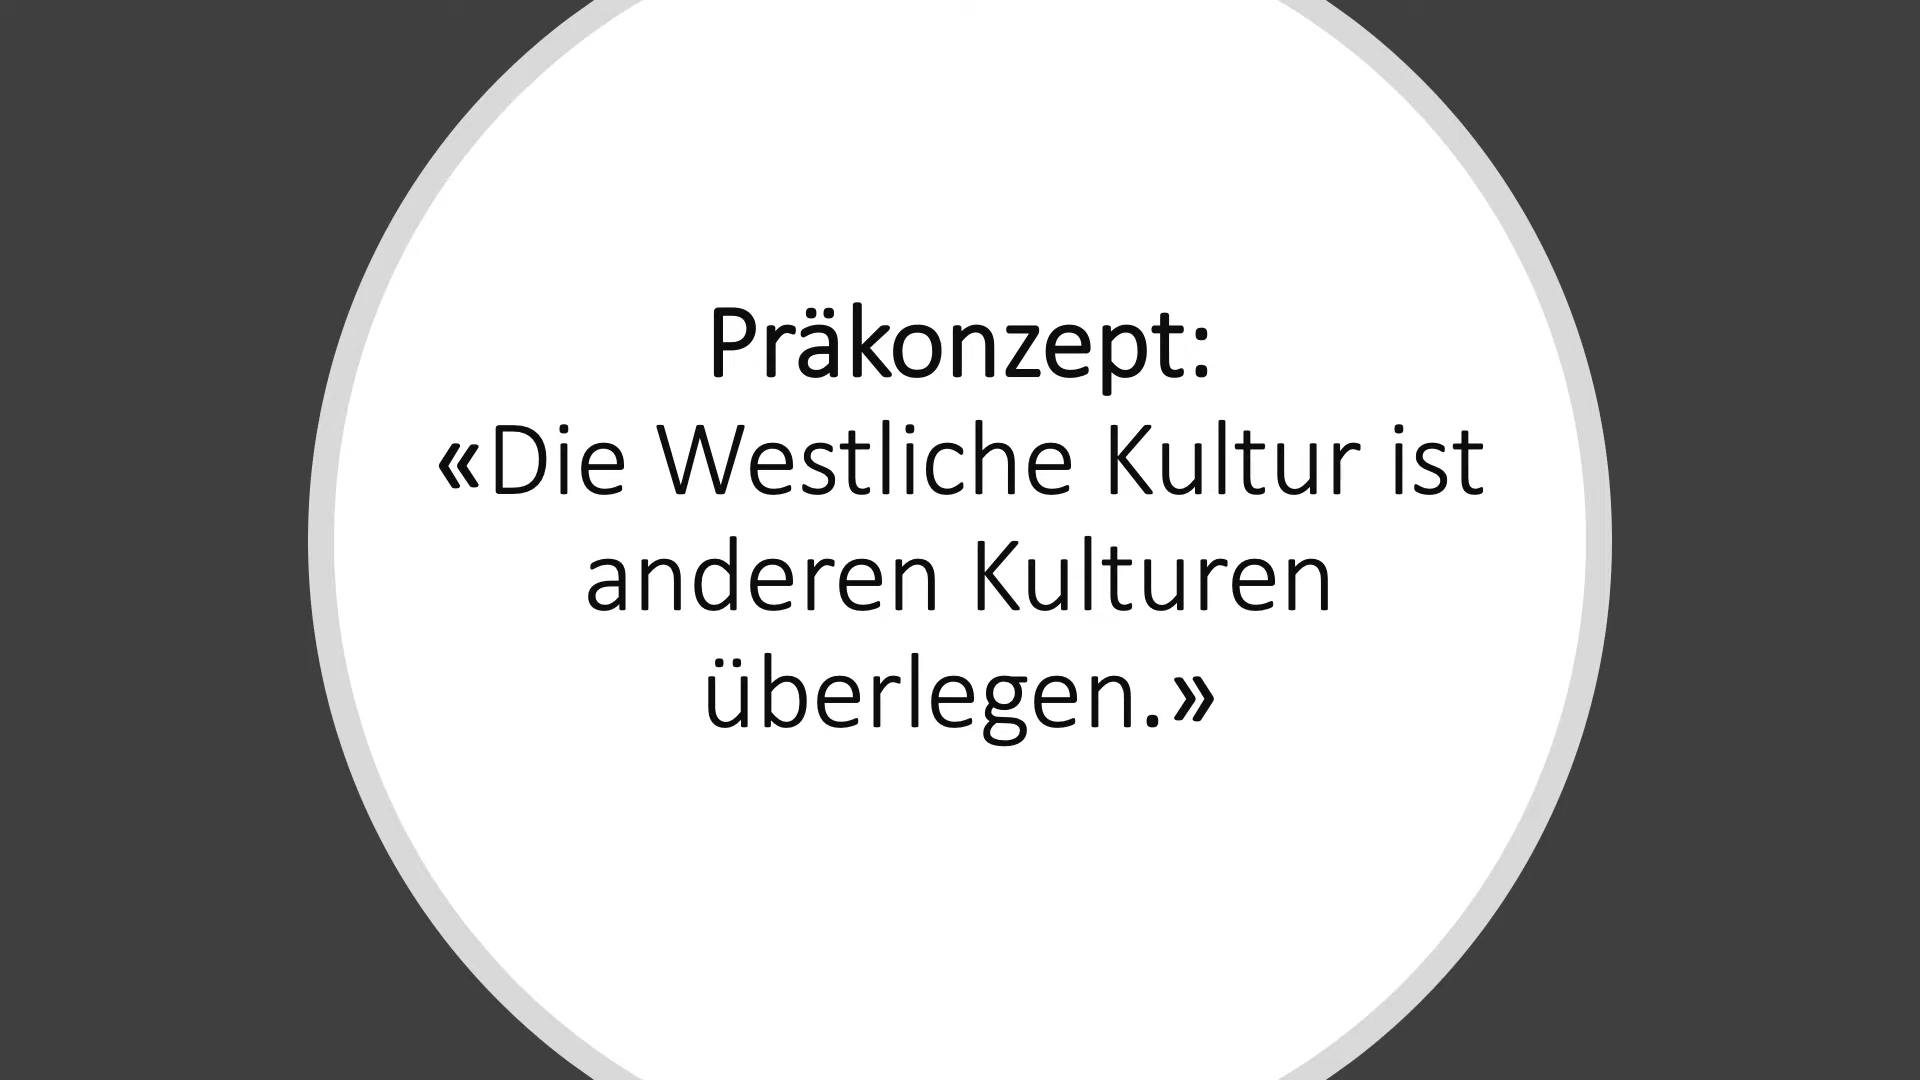 Präkonzept:
«Die Westliche Kultur ist
anderen Kulturen
überlegen.»